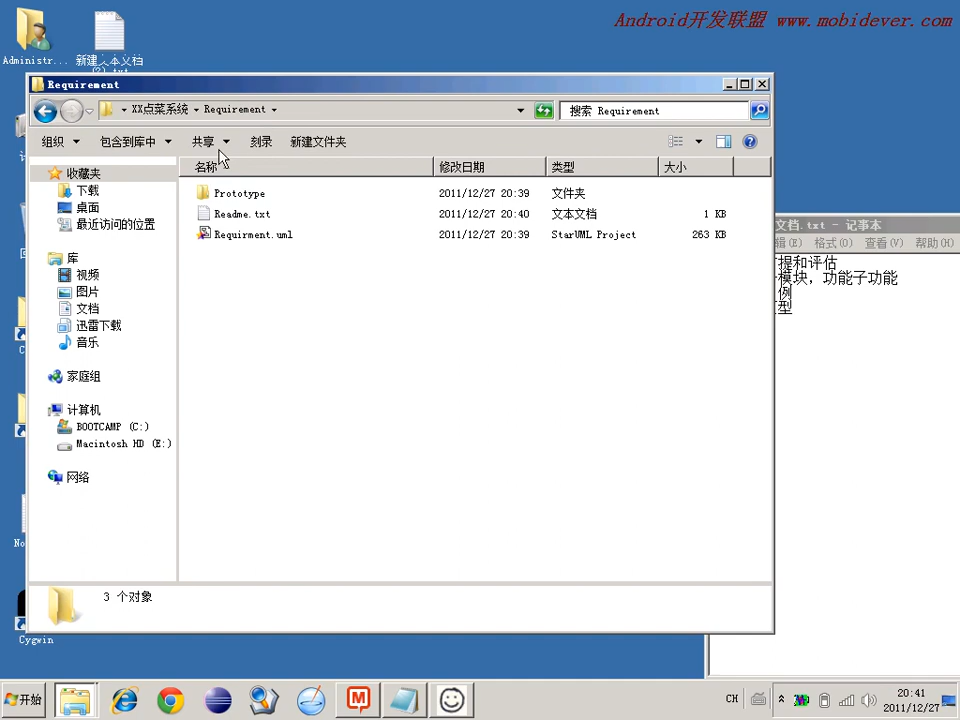 Android开发联盟 www.mobidever.com
Administr...
新建文本文档
(2).txt
Requirement
XX点菜系统 Requirement
搜索 Requirement
组织 包含到库中 共享 刻录 新建文件夹
名称 修改日期 类型 大小
收藏夹
下载
桌面
最近访问的位置
库
视频
图片
文档
迅雷下载
音乐
家庭组
计算机
BOOTCAMP (C:)
Macintosh HD (E:)
网络
Prototype 2011/12/27 20:39 文件夹
Readme.txt 2011/12/27 20:40 文本文档 1 KB
Requirment.uml 2011/12/27 20:39 StarUML Project 263 KB
3 个对象
文档.txt - 记事本
辑(E) 格式(O) 查看(V) 帮助(H)
提和评估
模块，功能子功能
例
型
No
Cygwin
开始
CH
20:41
2011/12/27